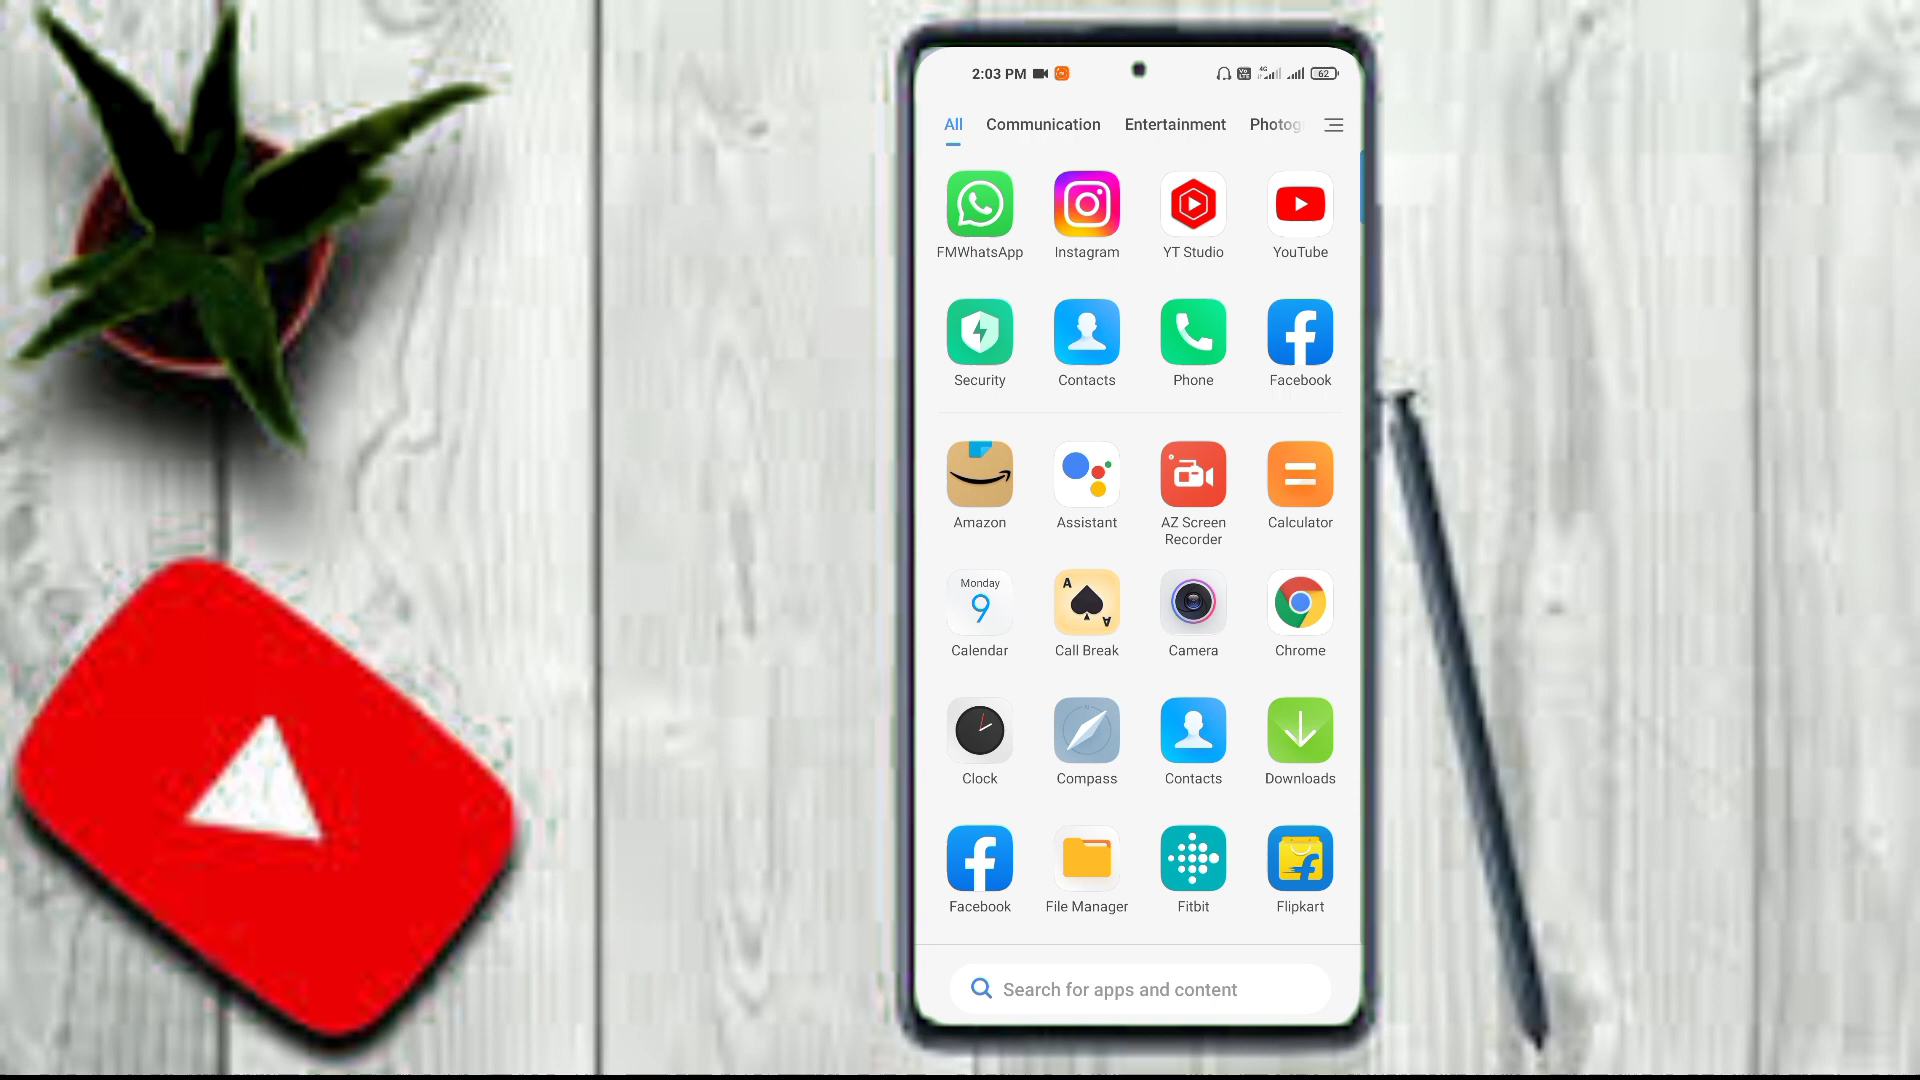 2:03 PM 62
All Communication Entertainment Photog
FMWhatsApp Instagram YT Studio YouTube
Security Contacts Phone Facebook
Amazon Assistant AZ Screen Recorder Calculator
Monday
9
A
A
Calendar Call Break Camera Chrome
Clock Compass Contacts Downloads
Facebook File Manager Fitbit Flipkart
Search for apps and content